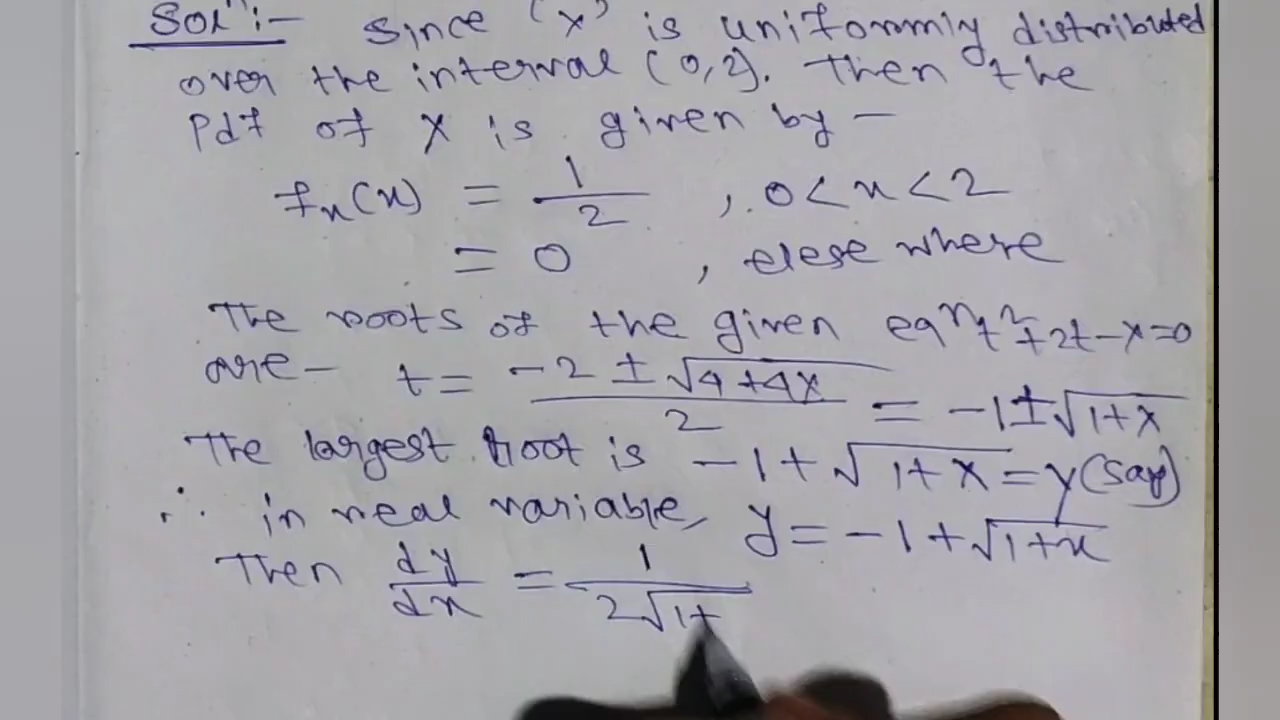 Solⁿ:- Since 'X' is uniformly distributed
over the interval (0,2). Then the
Pdf of X is given by -
fₓ(x) = 1/2 , 0<x<2
= 0 , elese where
The roots of the given eqⁿ t²+2t-X=0
are- t = (-2 ± √(4+4X))/2 = -1±√(1+X)
The largest root is -1+√(1+X) = Y (say)
∴ in real variable, y = -1+√(1+x)
Then dy/dx = 1/(2√(1+